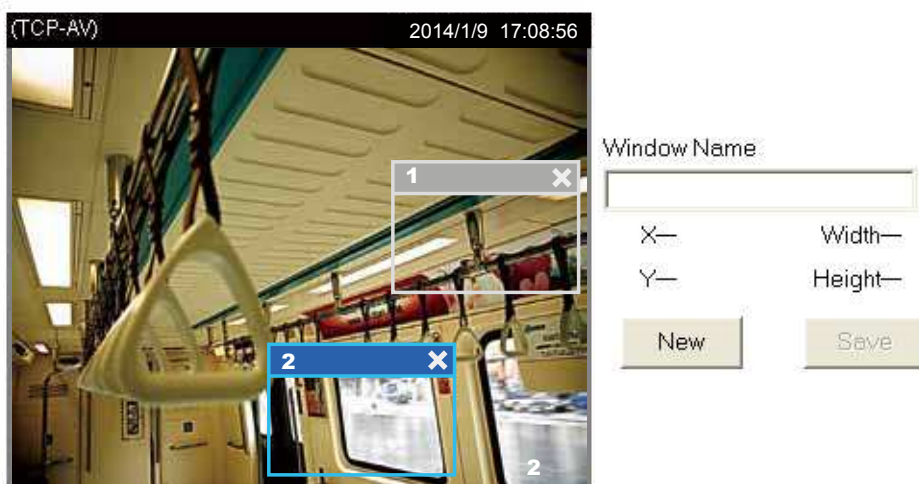 (TCP-AV) 2014/1/9 17:08:56
Window Name
1
X— Width—
Y— Height—
New Save
2
2